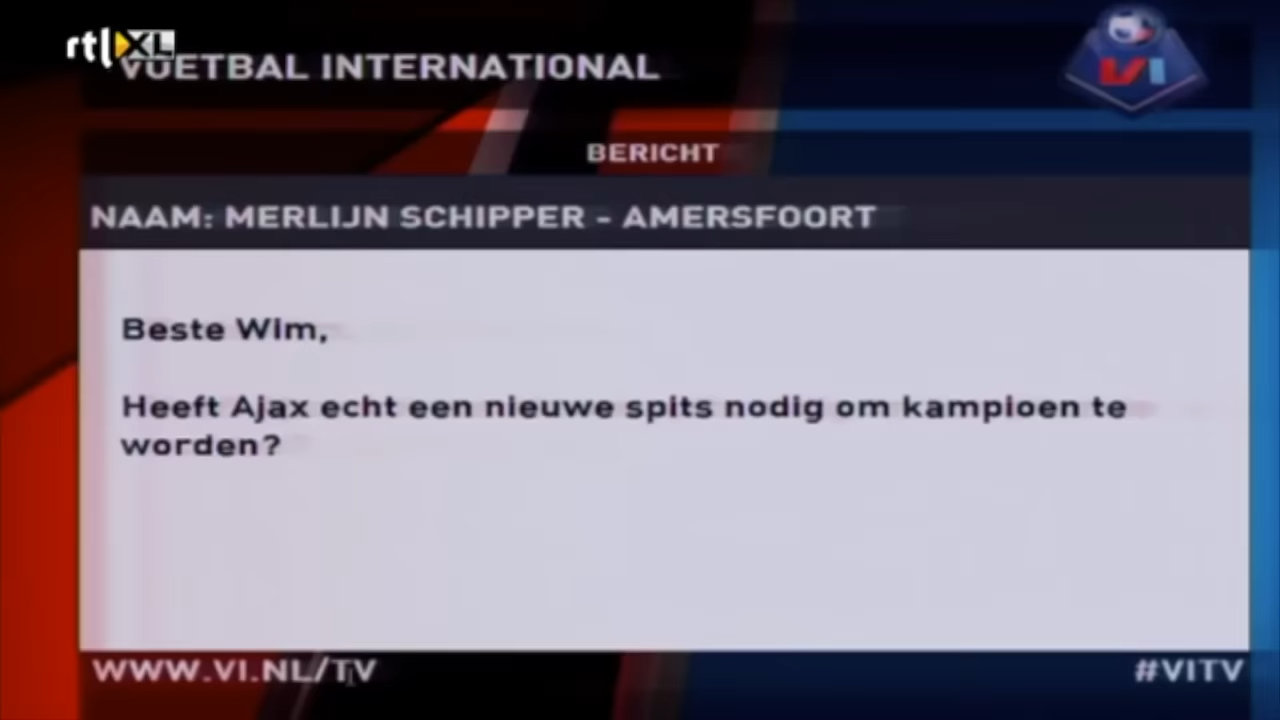 rtl XL
VOETBAL INTERNATIONAL
VI
BERICHT
NAAM: MERLIJN SCHIPPER - AMERSFOORT
Beste Wim,
Heeft Ajax echt een nieuwe spits nodig om kampioen te
worden?
WWW.VI.NL/TV
#VITV